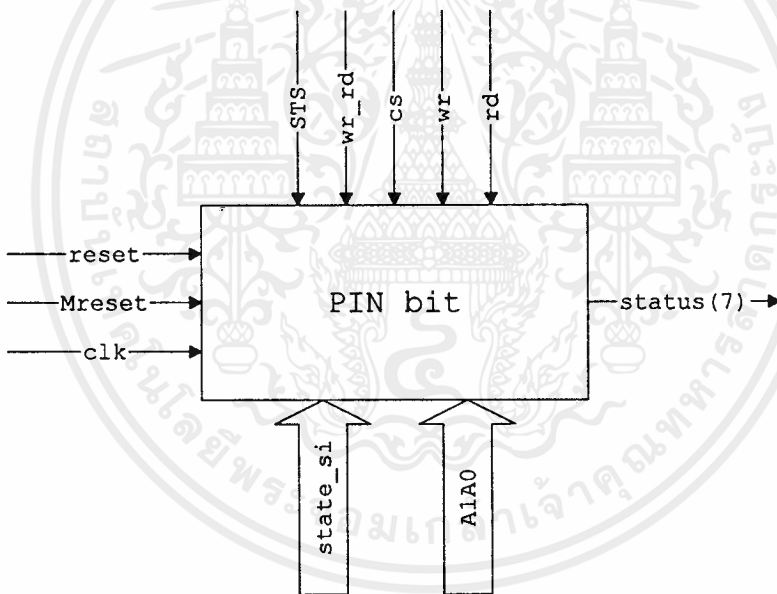 STS
wr_rd
cs
wr
rd
reset
Mreset
clk
PIN bit
status(7)
state_si
A1A0